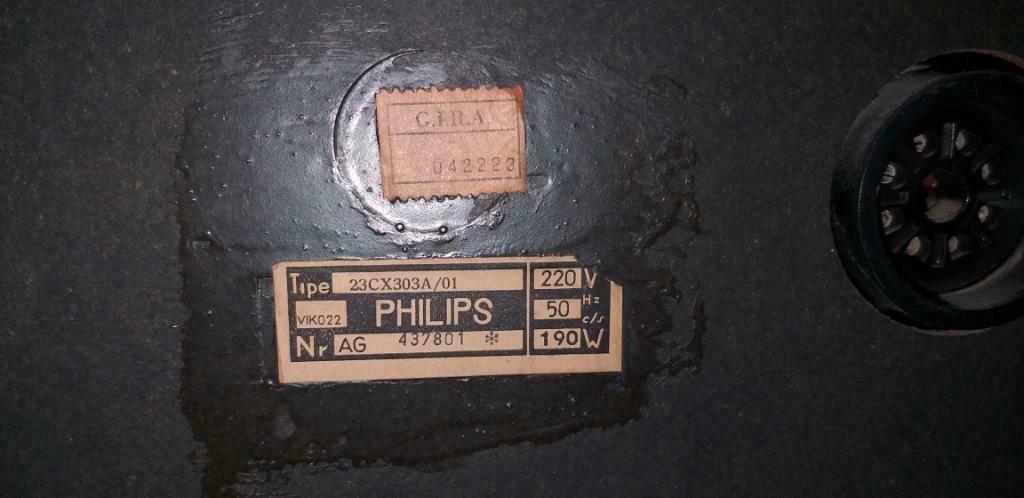 G.I.R.A.
042223
Tipe 23CX303A/01 220 V
VIK022 PHILIPS 50 Hz c/s
Nr AG 437801 * 190 W